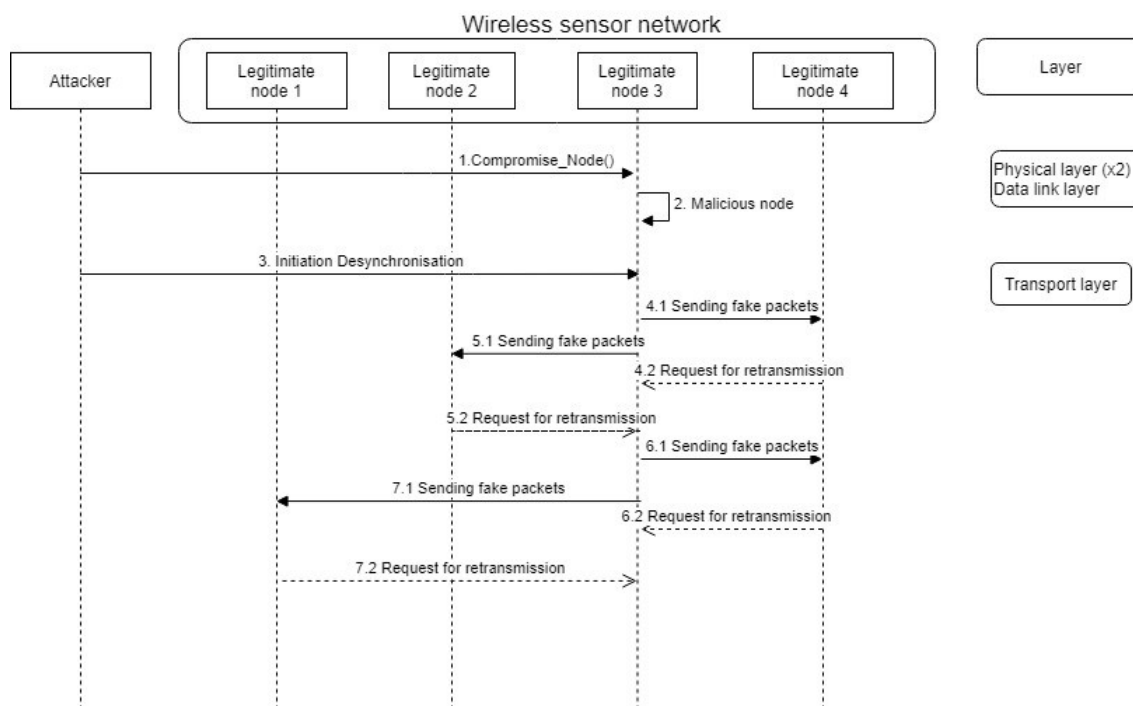 Wireless sensor network
Attacker
Legitimate
node 1
Legitimate
node 2
Legitimate
node 3
Legitimate
node 4
Layer
1.Compromise_Node()
Physical layer (x2)
Data link layer
2. Malicious node
3. Initiation Desynchronisation
Transport layer
4.1 Sending fake packets
5.1 Sending fake packets
4.2 Request for retransmission
5.2 Request for retransmission
6.1 Sending fake packets
7.1 Sending fake packets
6.2 Request for retransmission
7.2 Request for retransmission